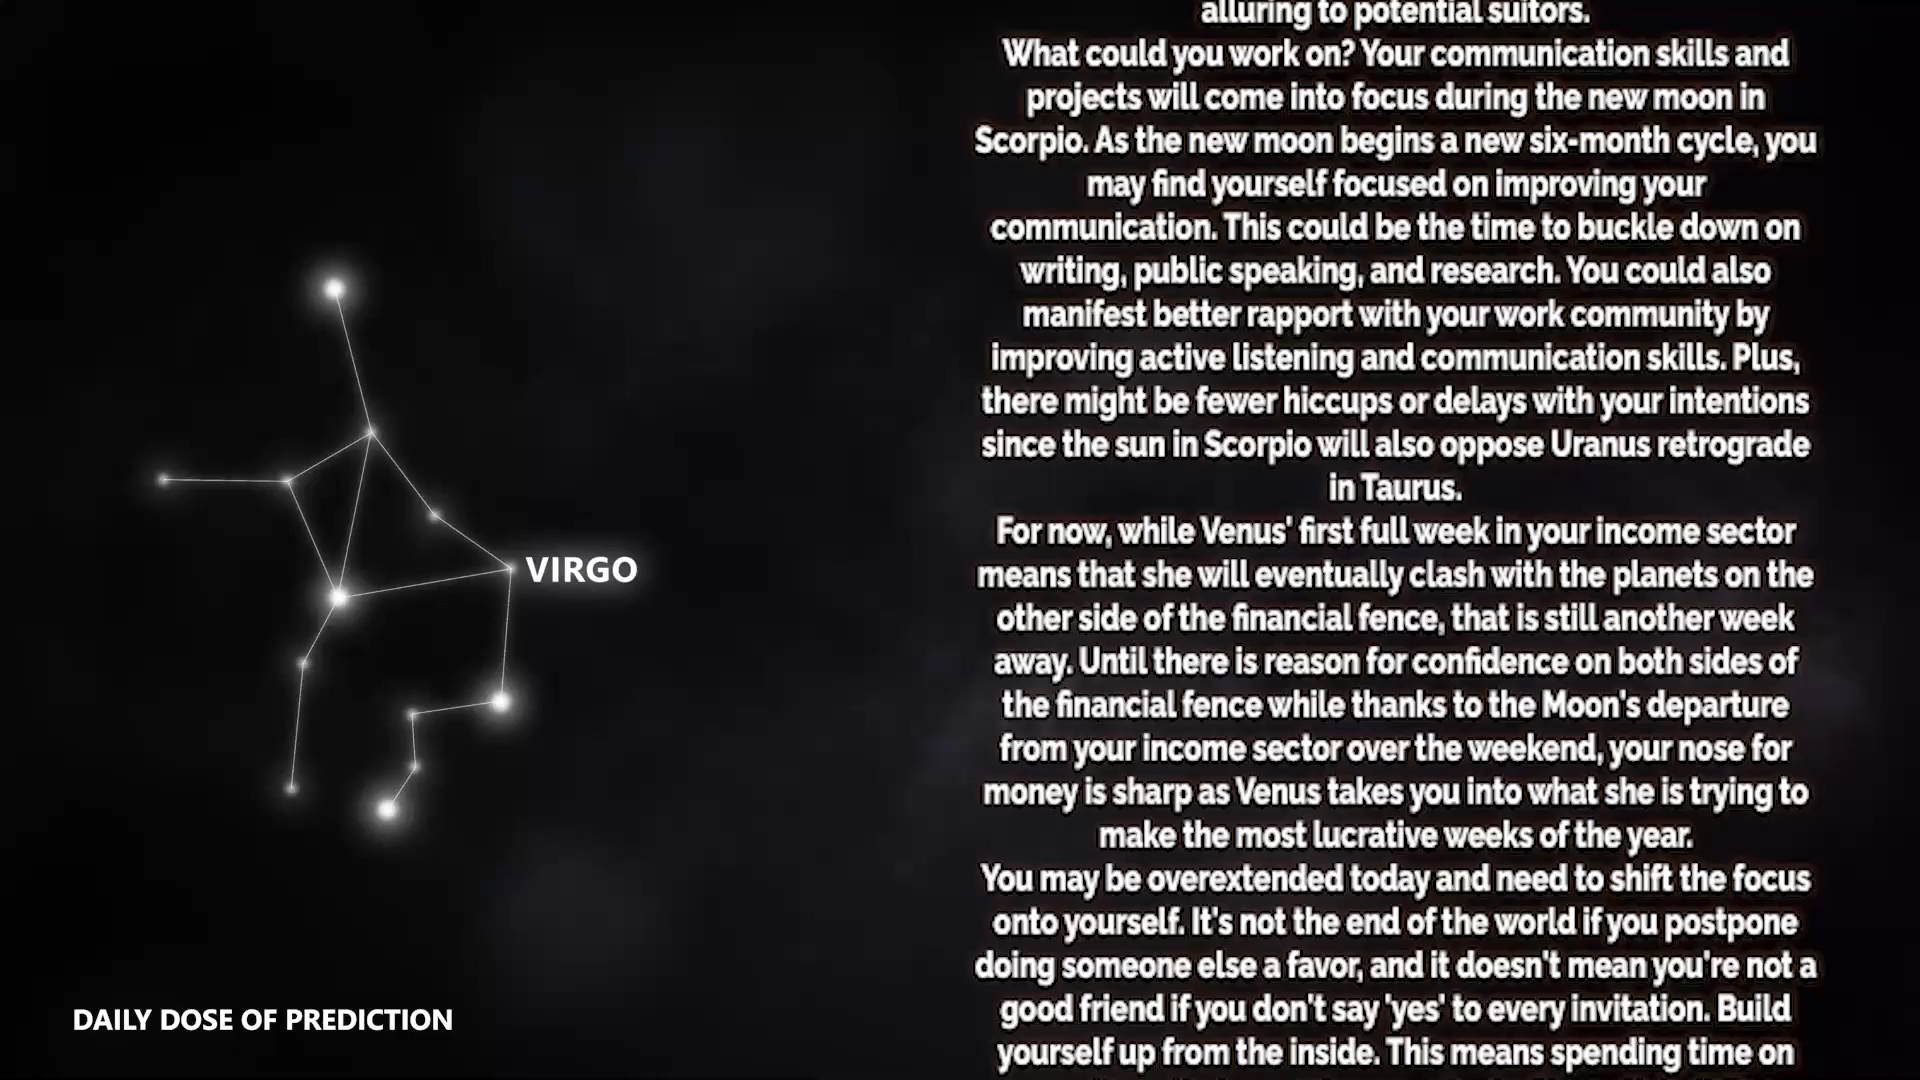 alluring to potential suitors.
What could you work on? Your communication skills and
projects will come into focus during the new moon in
Scorpio. As the new moon begins a new six-month cycle, you
may find yourself focused on improving your
communication. This could be the time to buckle down on
writing, public speaking, and research. You could also
manifest better rapport with your work community by
improving active listening and communication skills. Plus,
there might be fewer hiccups or delays with your intentions
since the sun in Scorpio will also oppose Uranus retrograde
in Taurus.
For now, while Venus' first full week in your income sector
means that she will eventually clash with the planets on the
other side of the financial fence, that is still another week
away. Until there is reason for confidence on both sides of
the financial fence while thanks to the Moon's departure
from your income sector over the weekend, your nose for
money is sharp as Venus takes you into what she is trying to
make the most lucrative weeks of the year.
You may be overextended today and need to shift the focus
onto yourself. It's not the end of the world if you postpone
doing someone else a favor, and it doesn't mean you're not a
good friend if you don't say 'yes' to every invitation. Build
yourself up from the inside. This means spending time on
VIRGO
DAILY DOSE OF PREDICTION